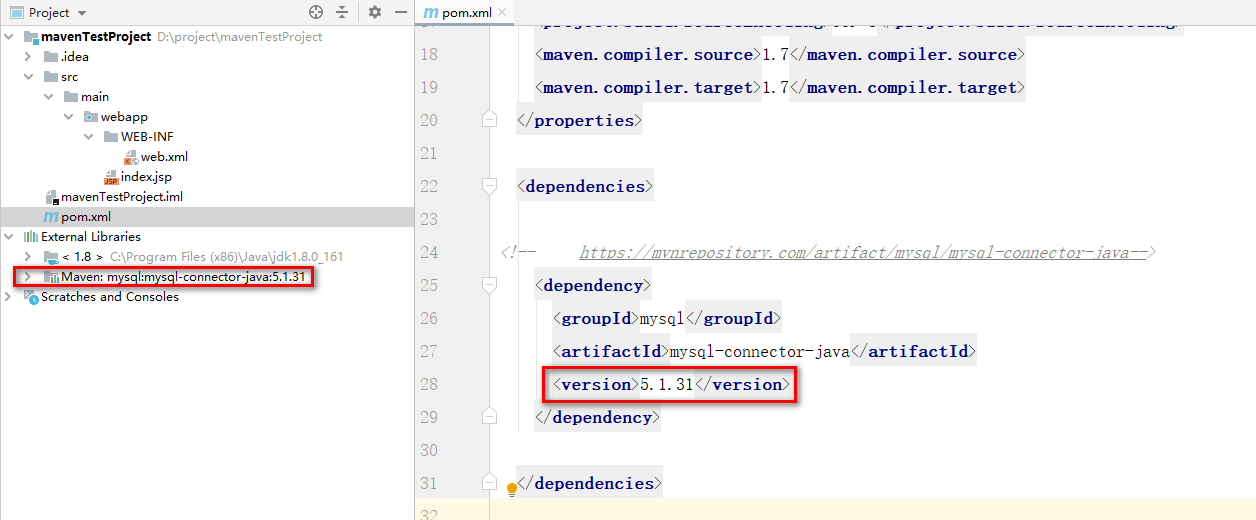 Project
mavenTestProject D:\project\mavenTestProject
.idea
src
main
webapp
WEB-INF
web.xml
index.jsp
mavenTestProject.iml
pom.xml
External Libraries
< 1.8 > C:\Program Files (x86)\Java\jdk1.8.0_161
Maven: mysql:mysql-connector-java:5.1.31
Scratches and Consoles
pom.xml
18 <maven.compiler.source>1.7</maven.compiler.source>
19 <maven.compiler.target>1.7</maven.compiler.target>
20 </properties>
21
22 <dependencies>
23
24 <!-- https://mvnrepository.com/artifact/mysql/mysql-connector-java-->
25 <dependency>
26 <groupId>mysql</groupId>
27 <artifactId>mysql-connector-java</artifactId>
28 <version>5.1.31</version>
29 </dependency>
30
31 </dependencies>
32